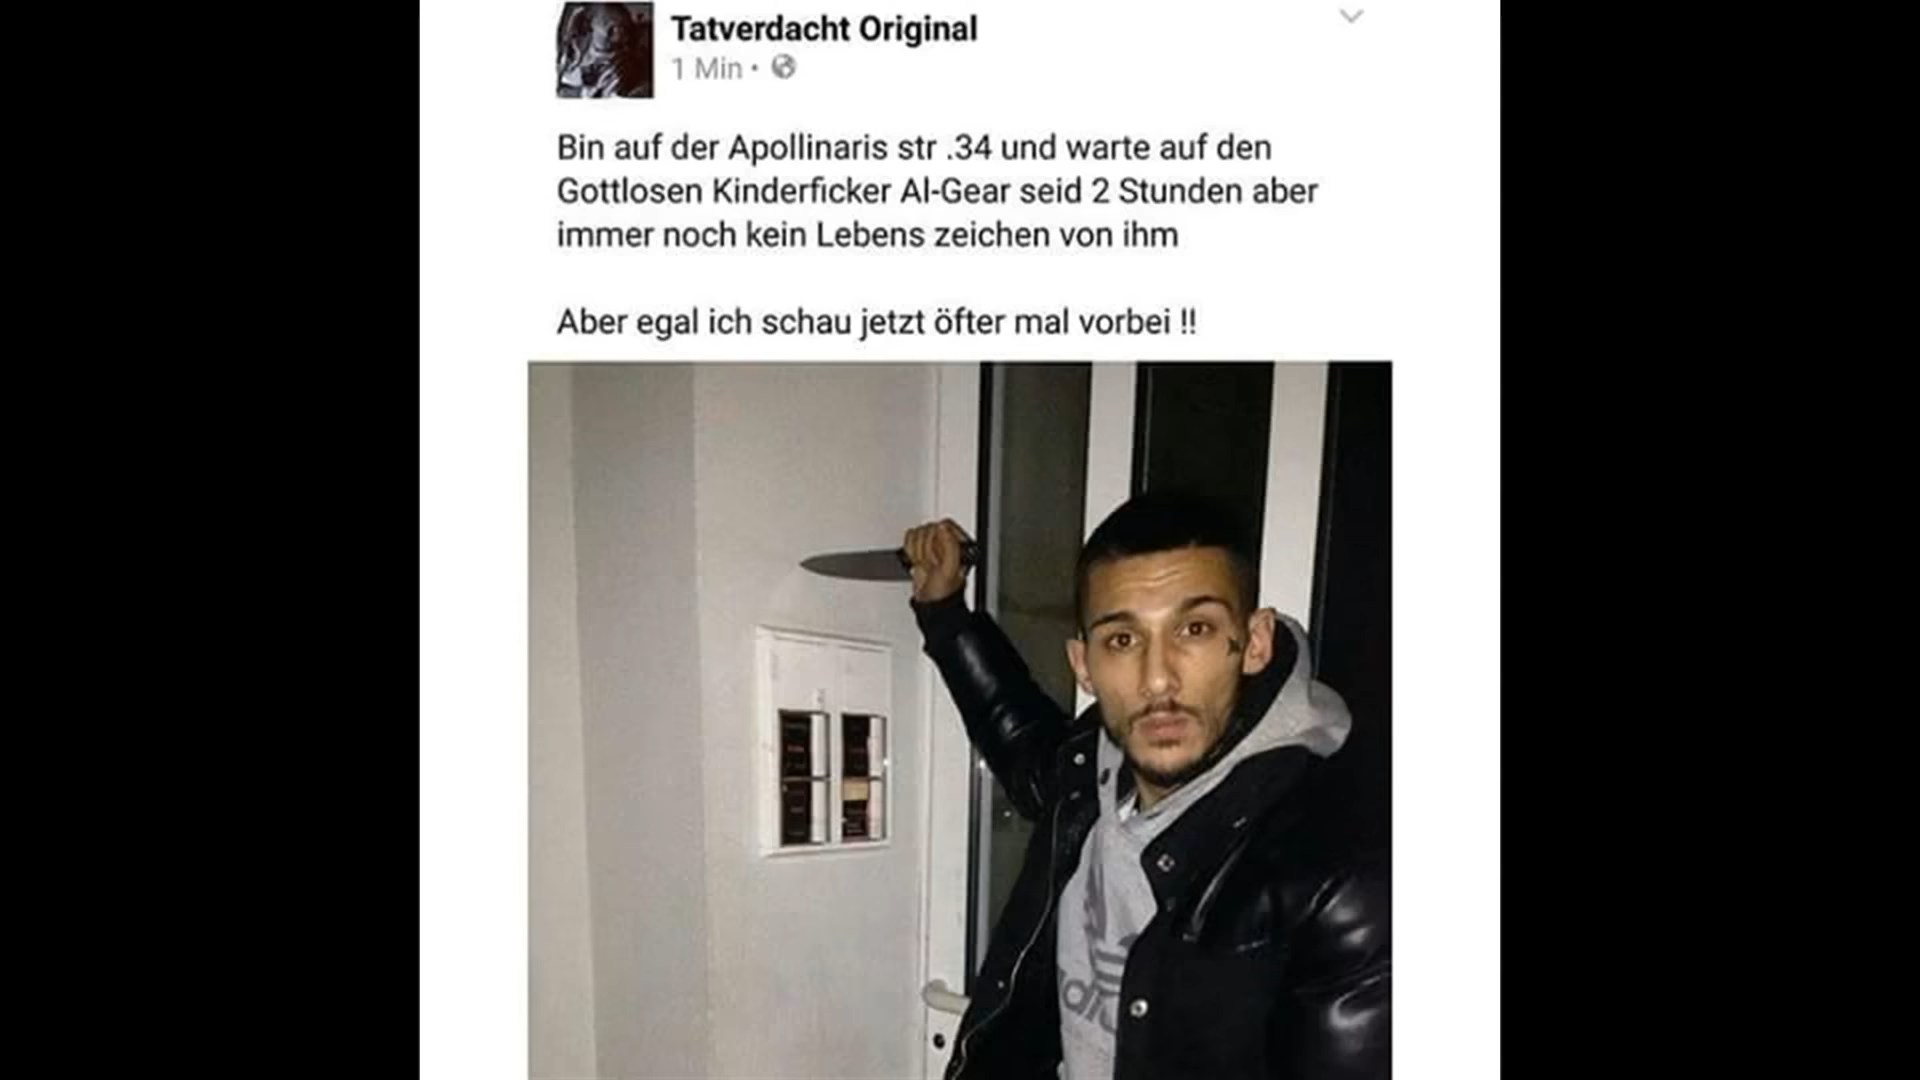 Tatverdacht Original
1 Min •
Bin auf der Apollinaris str .34 und warte auf den
Gottlosen Kinderficker Al-Gear seid 2 Stunden aber
immer noch kein Lebens zeichen von ihm
Aber egal ich schau jetzt öfter mal vorbei !!
adidas